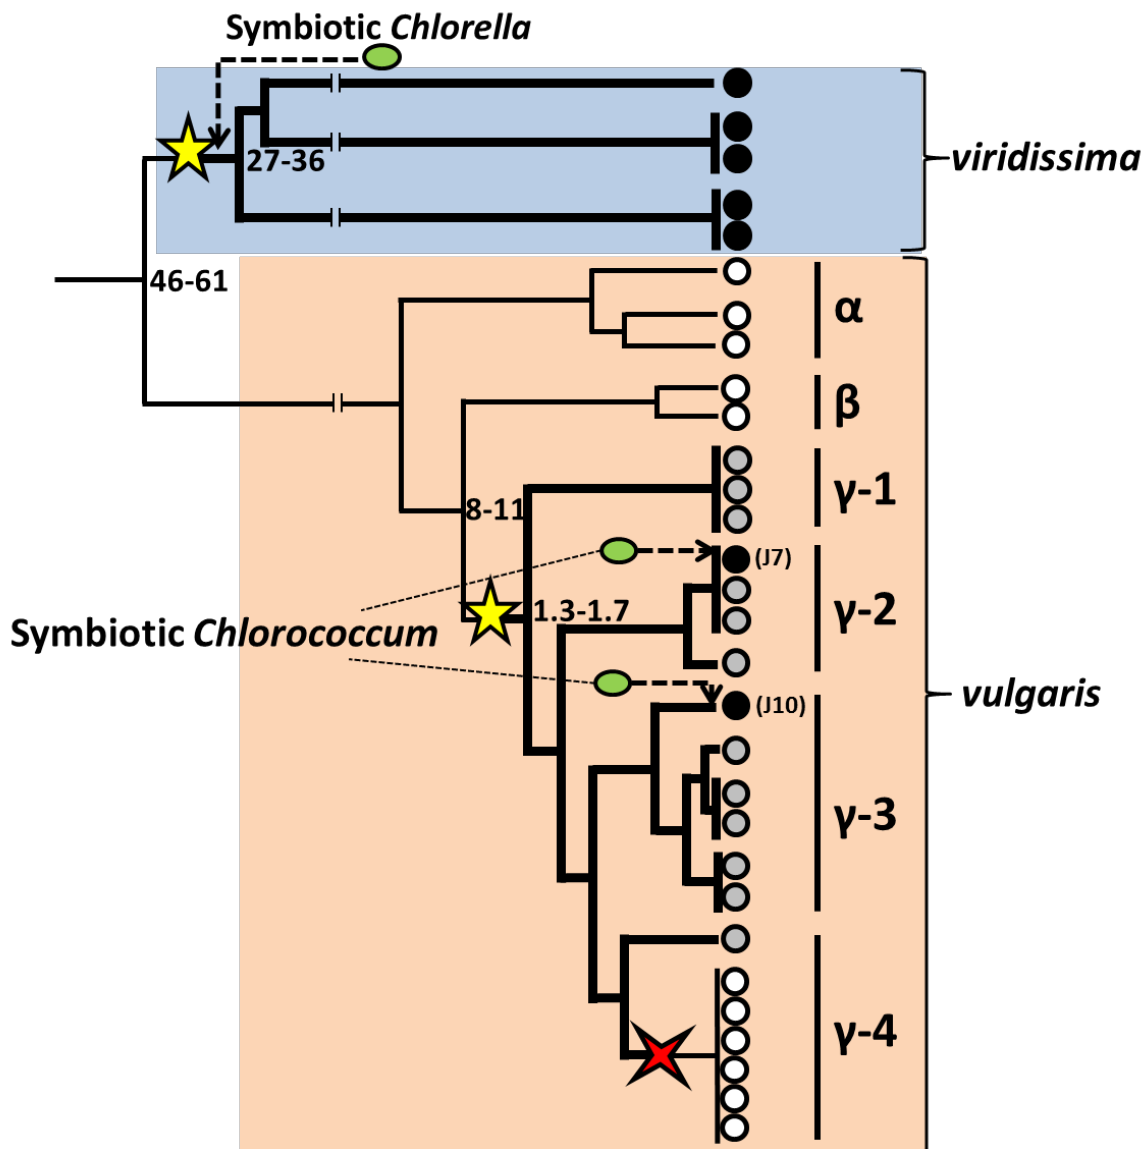 Symbiotic Chlorella
27-36
viridissima
46-61
α
β
8-11
γ-1
(J7)
1.3-1.7
γ-2
Symbiotic Chlorococcum
vulgaris
(J10)
γ-3
γ-4